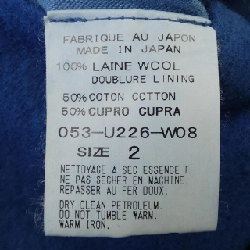 FABRIQUE AU JAPON
MADE IN JAPAN
100% LAINE WOOL
DOUBLURE LINING
50% COTON COTTON
50% CUPRO CUPRA
053-U226-W08
SIZE 2
NETTOYAGE A SEC ESSENCE
NE PAS SECHER EN MACHINE.
REPASSER AU FER DOUX.
DRY CLEAN PETROLEUM.
DO NOT TUMBLE WARN.
WARM IRON.